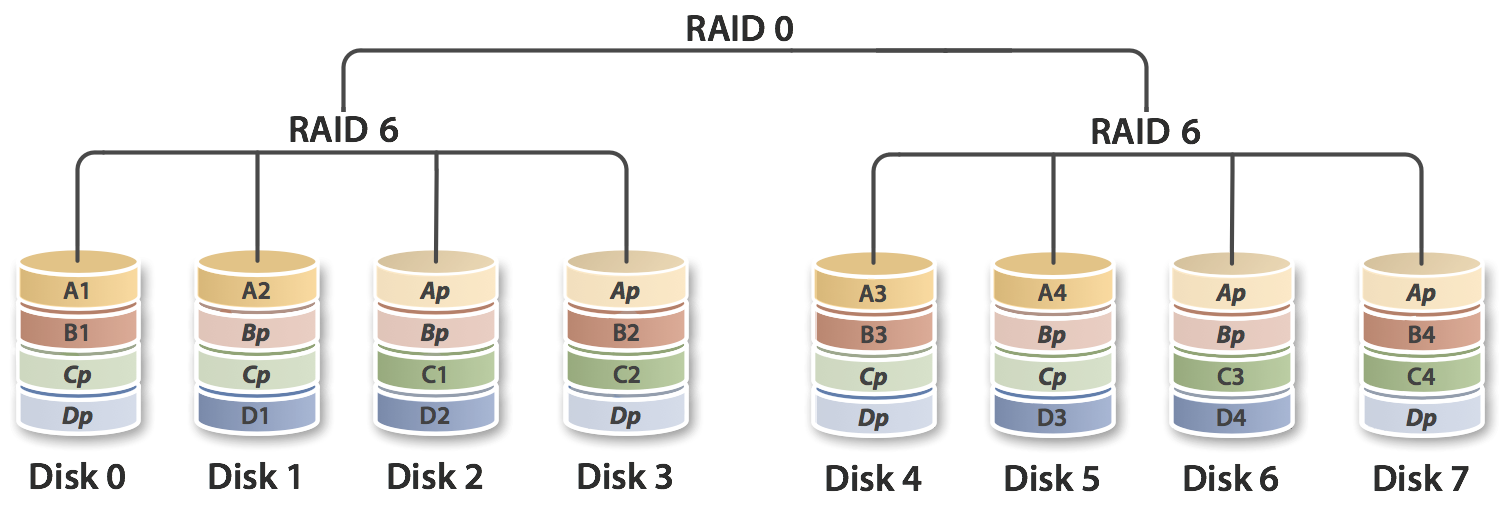 RAID 0
RAID 6 RAID 6
A1 A2 Ap Ap A3 A4 Ap Ap
B1 Bp Bp B2 B3 Bp Bp B4
Cp Cp C1 C2 Cp Cp C3 C4
Dp D1 D2 Dp Dp D3 D4 Dp
Disk 0 Disk 1 Disk 2 Disk 3 Disk 4 Disk 5 Disk 6 Disk 7